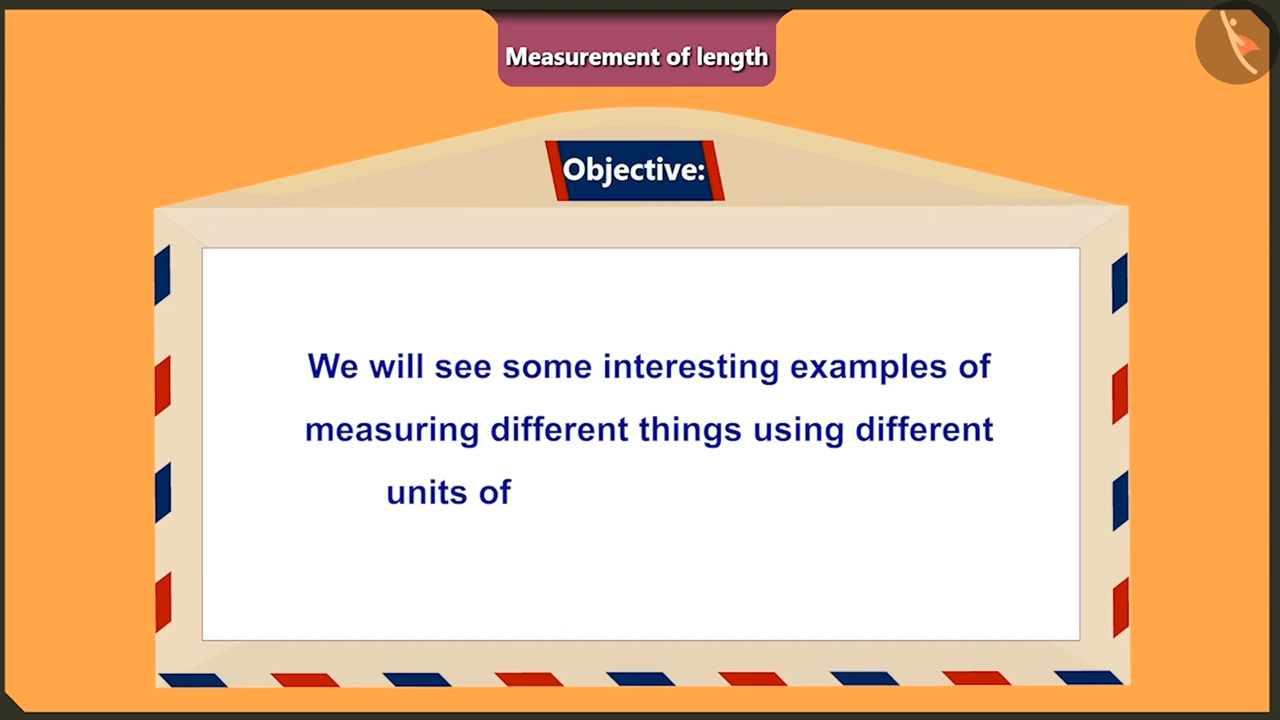 Measurement of length
Objective:
We will see some interesting examples of
measuring different things using different
units of